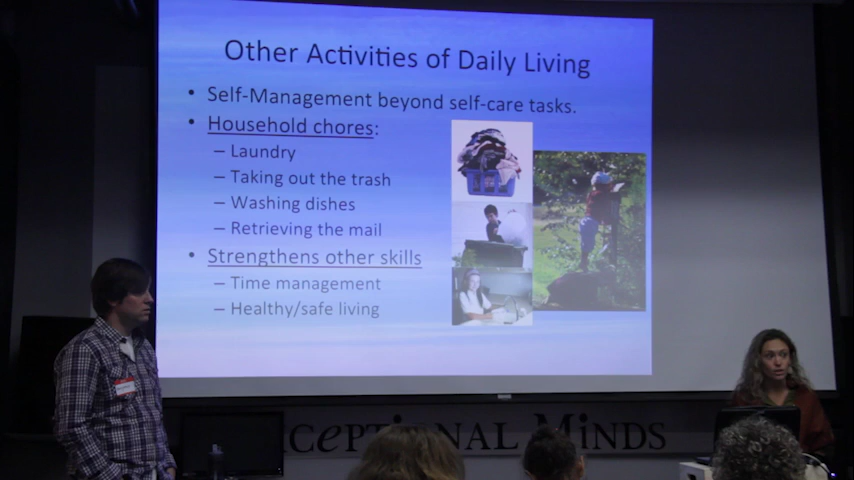 Other Activities of Daily Living
• Self-Management beyond self-care tasks.
• Household chores:
– Laundry
– Taking out the trash
– Washing dishes
– Retrieving the mail
• Strengthens other skills
– Time management
– Healthy/safe living
CEPTIONAL MINDS